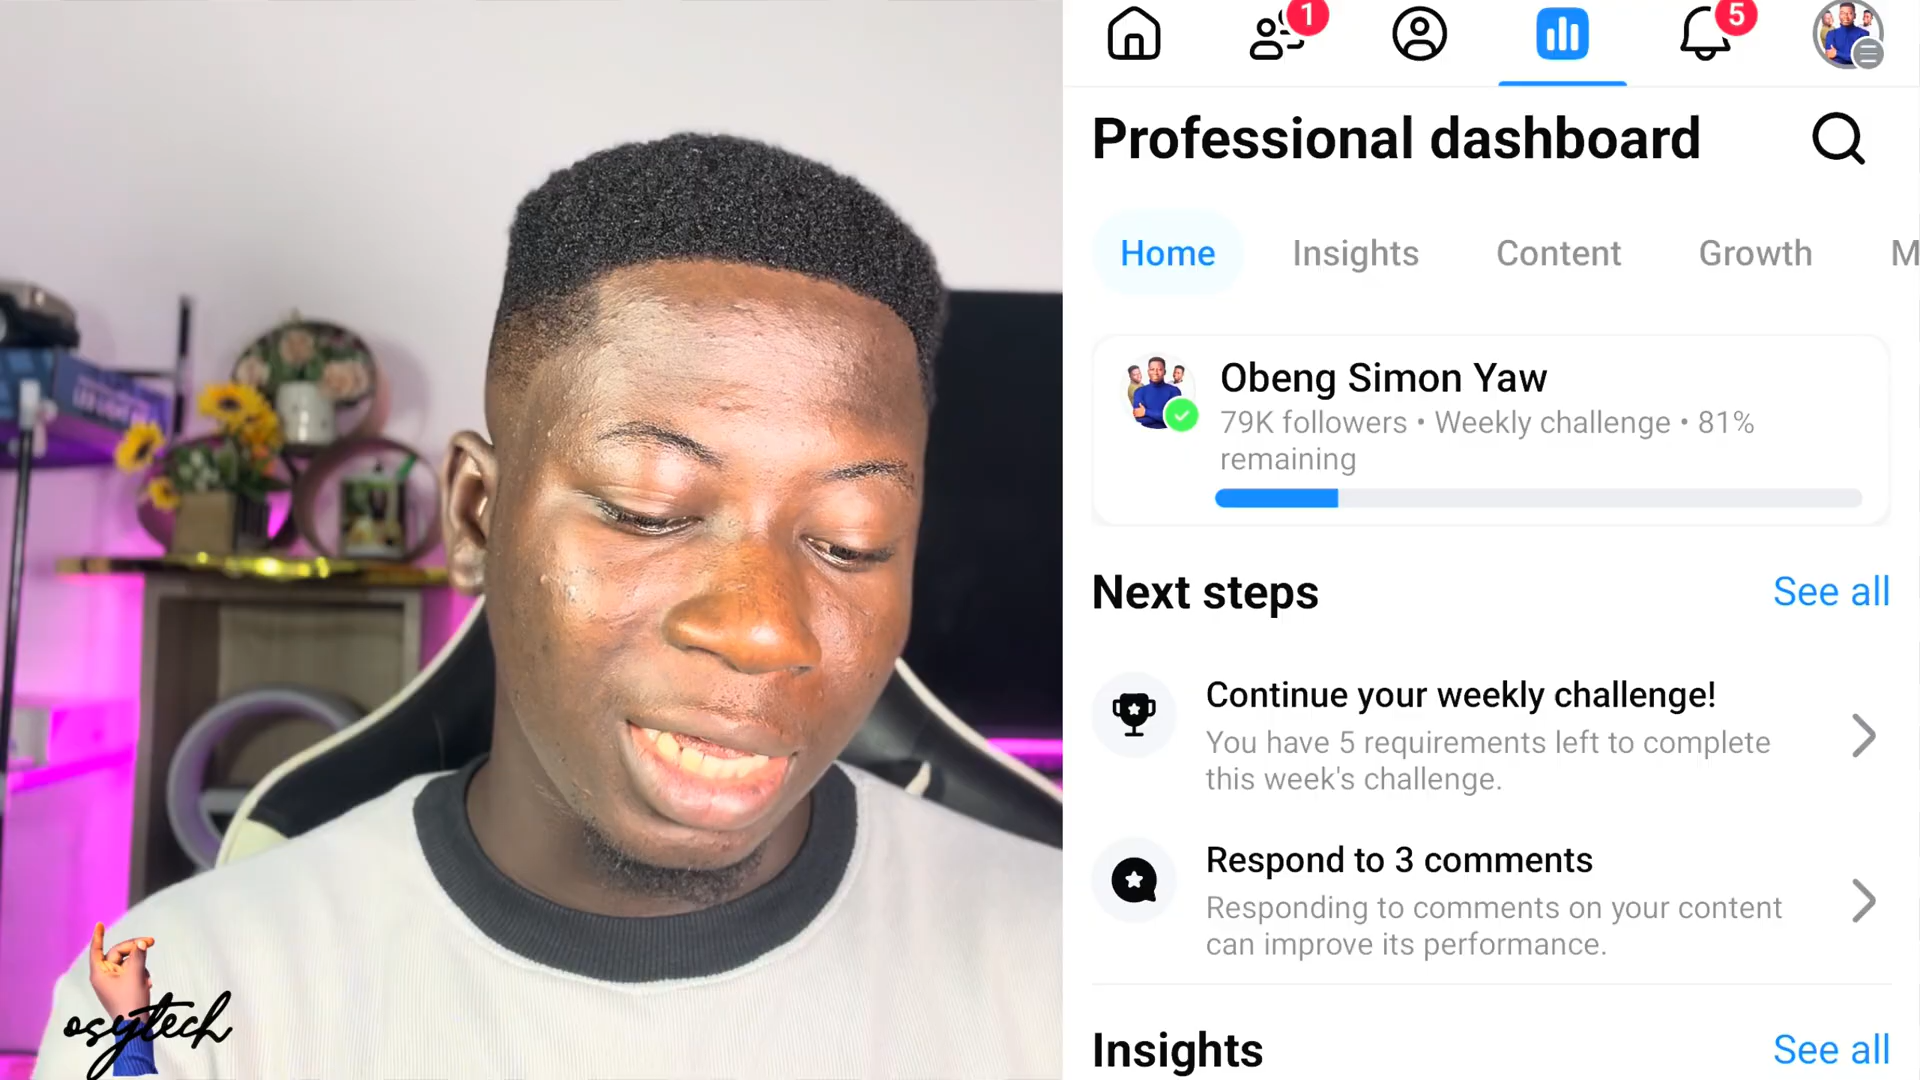 1
5
Professional dashboard
Home Insights Content Growth M
Obeng Simon Yaw
79K followers • Weekly challenge • 81%
remaining
Next steps See all
Continue your weekly challenge!
You have 5 requirements left to complete
this week's challenge.
Respond to 3 comments
Responding to comments on your content
can improve its performance.
Insights See all
osytech